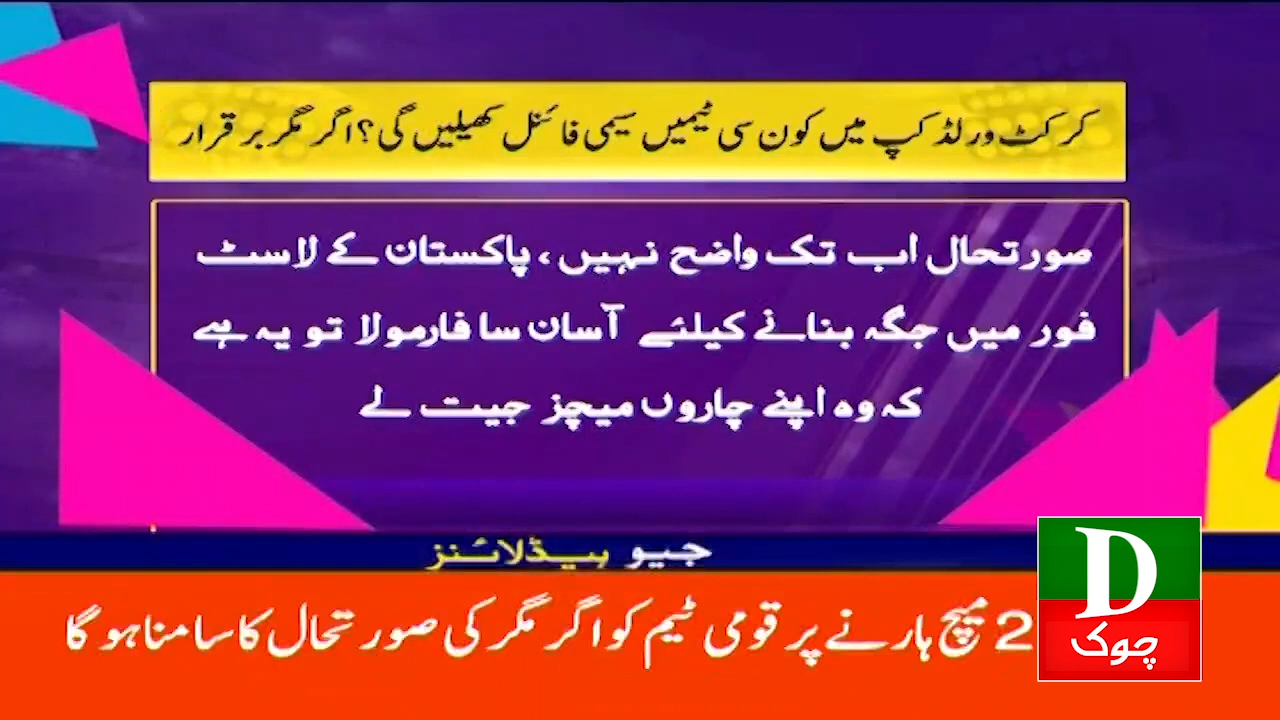 کرکٹ ورلڈ کپ میں کون سی ٹیمیں سیمی فائنل کھیلیں گی؟ اگر مگر برقرار
صورتحال اب تک واضح نہیں، پاکستان کے لاسٹ
فور میں جگہ بنانے کیلئے آسان سا فارمولا تو یہ ہے
کہ وہ اپنے چاروں میچز جیت لے
جیو ہیڈلائنز
2 میچ ہارنے پر قومی ٹیم کو اگر مگر کی صورتحال کا سامنا ہوگا
D
چوک